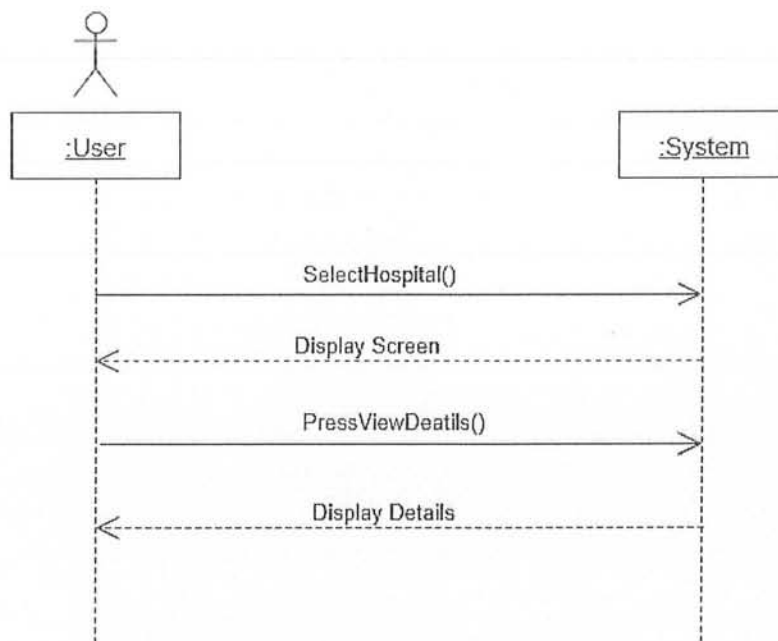 :User
:System
SelectHospital()
Display Screen
PressViewDeatils()
Display Details